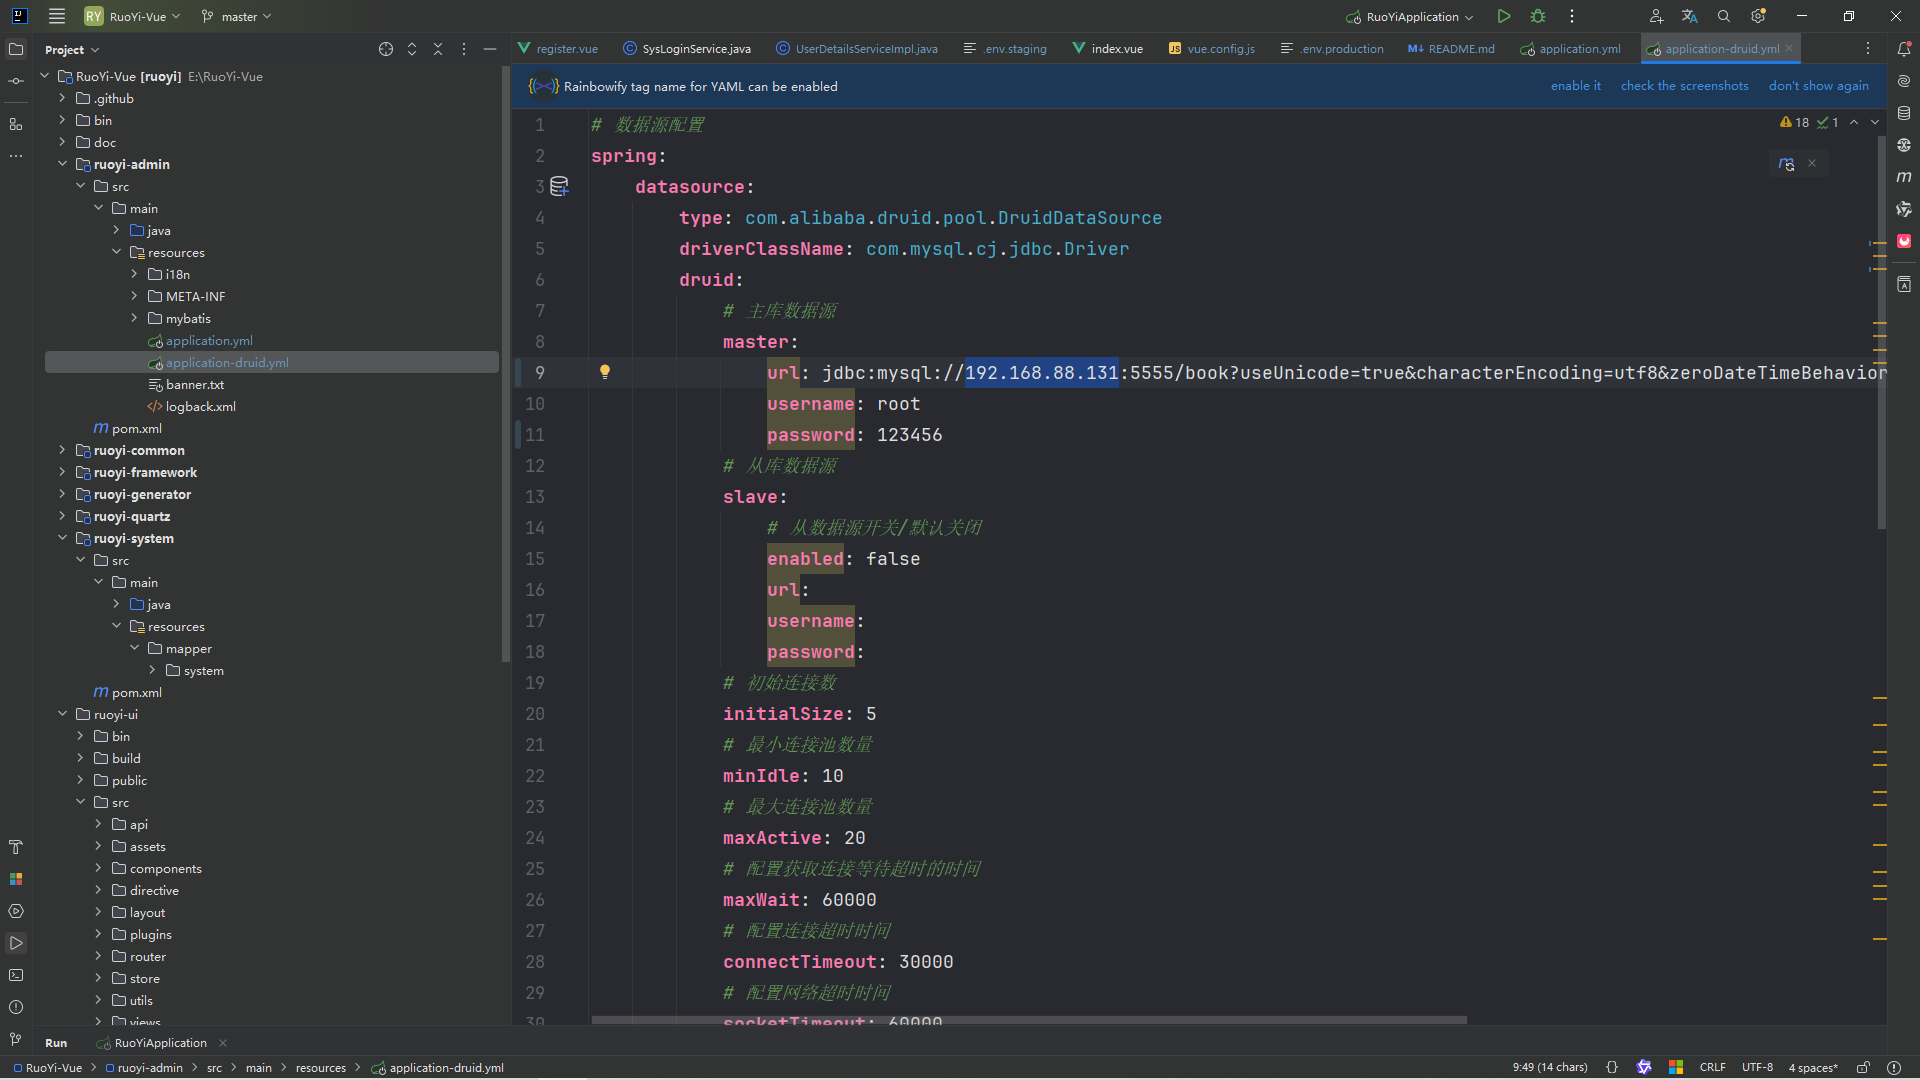 RY RuoYi-Vue master RuoYiApplication
Project
RuoYi-Vue [ruoyi] E:\RuoYi-Vue
.github
bin
doc
ruoyi-admin
src
main
java
resources
i18n
META-INF
mybatis
application.yml
application-druid.yml
banner.txt
logback.xml
pom.xml
ruoyi-common
ruoyi-framework
ruoyi-generator
ruoyi-quartz
ruoyi-system
src
main
java
resources
mapper
system
pom.xml
ruoyi-ui
bin
build
public
src
api
assets
components
directive
layout
plugins
router
store
utils
views
register.vue SysLoginService.java UserDetailsServiceImpl.java .env.staging index.vue vue.config.js .env.production README.md application.yml application-druid.yml
Rainbowify tag name for YAML can be enabled enable it check the screenshots don't show again
18 1
1 # 数据源配置
2 spring:
3 datasource:
4 type: com.alibaba.druid.pool.DruidDataSource
5 driverClassName: com.mysql.cj.jdbc.Driver
6 druid:
7 # 主库数据源
8 master:
9 url: jdbc:mysql://192.168.88.131:5555/book?useUnicode=true&characterEncoding=utf8&zeroDateTimeBehavior
10 username: root
11 password: 123456
12 # 从库数据源
13 slave:
14 # 从数据源开关/默认关闭
15 enabled: false
16 url:
17 username:
18 password:
19 # 初始连接数
20 initialSize: 5
21 # 最小连接池数量
22 minIdle: 10
23 # 最大连接池数量
24 maxActive: 20
25 # 配置获取连接等待超时的时间
26 maxWait: 60000
27 # 配置连接超时时间
28 connectTimeout: 30000
29 # 配置网络超时时间
30 socketTimeout: 60000
Run RuoYiApplication
RuoYi-Vue ruoyi-admin src main resources application-druid.yml 9:49 (14 chars) CRLF UTF-8 4 spaces*